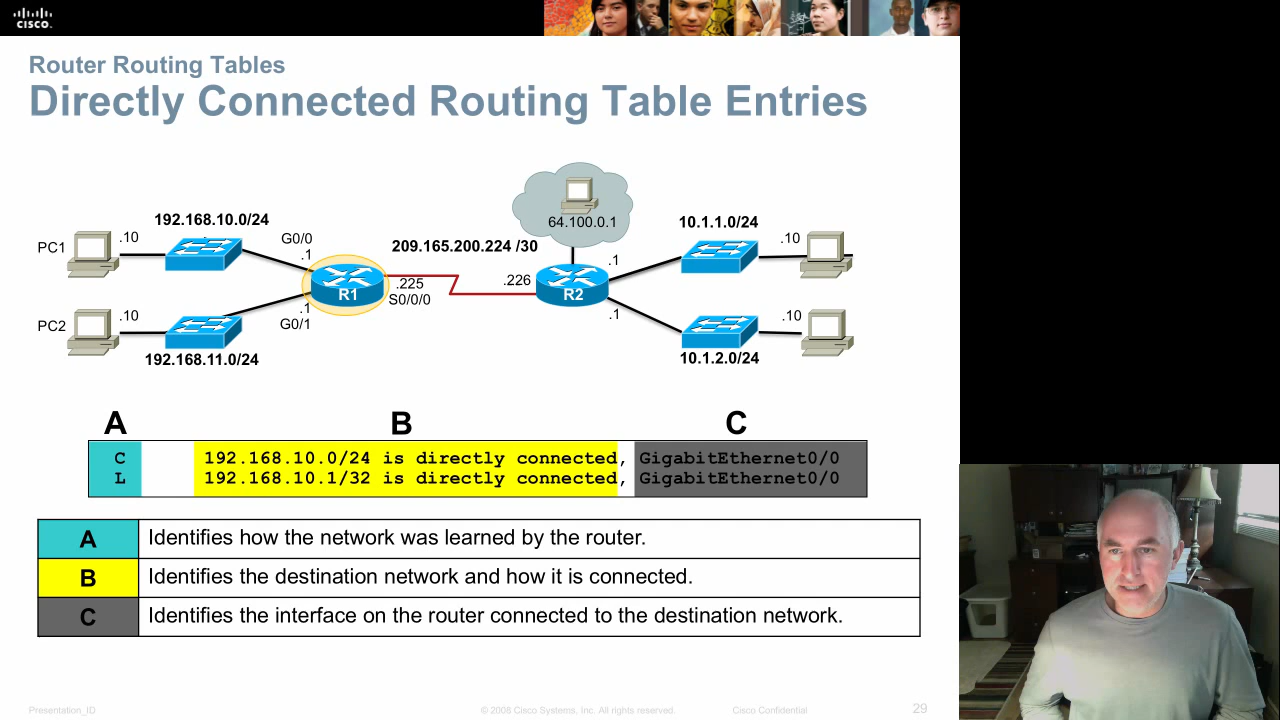 CISCO.
Router Routing Tables
Directly Connected Routing Table Entries
64.100.0.1
192.168.10.0/24
10.1.1.0/24
PC1
.10
G0/0
.1
209.165.200.224 /30
.1
.10
R1
.225
S0/0/0
.226
R2
PC2
.10
.1
G0/1
.1
.10
192.168.11.0/24
10.1.2.0/24
A B C
C 192.168.10.0/24 is directly connected, GigabitEthernet0/0
L 192.168.10.1/32 is directly connected, GigabitEthernet0/0
A Identifies how the network was learned by the router.
B Identifies the destination network and how it is connected.
C Identifies the interface on the router connected to the destination network.
Presentation_ID © 2008 Cisco Systems, Inc. All rights reserved. Cisco Confidential 29